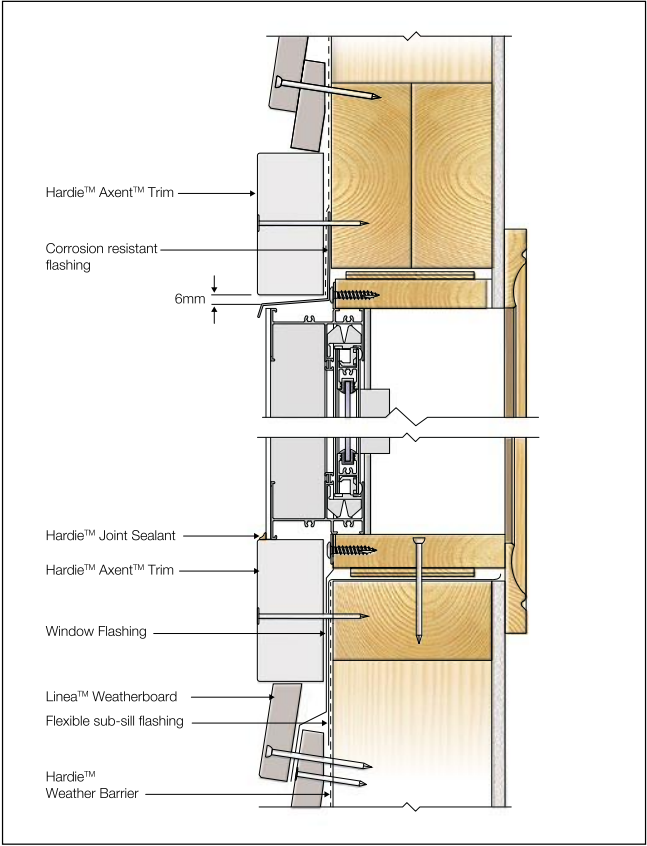 Hardie™ Axent™ Trim
Corrosion resistant
flashing
6mm
Hardie™ Joint Sealant
Hardie™ Axent™ Trim
Window Flashing
Linea™ Weatherboard
Flexible sub-sill flashing
Hardie™
Weather Barrier